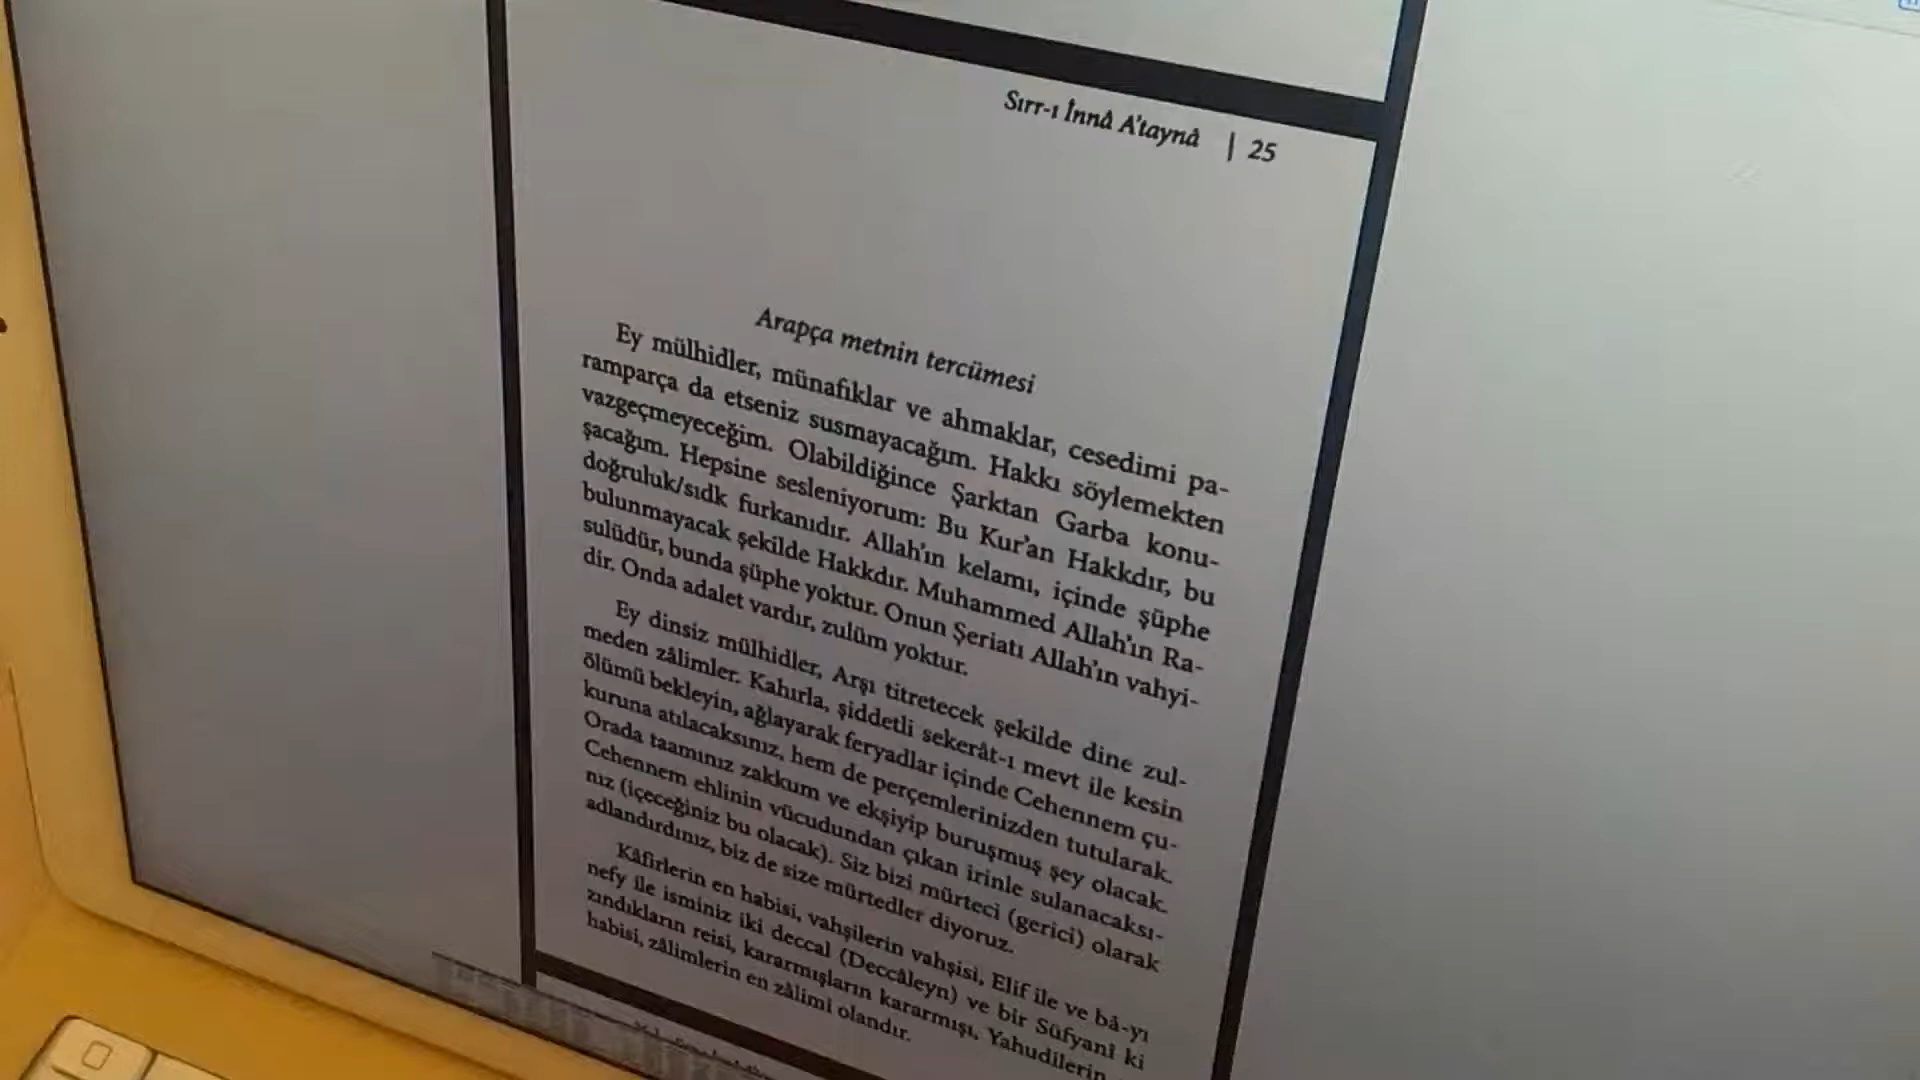 Sırr-ı İnnâ A'taynâ | 25
Arapça metnin tercümesi
Ey mülhidler, münafıklar ve ahmaklar, cesedimi pa-
ramparça da etseniz susmayacağım. Hakkı söylemekten
vazgeçmeyeceğim. Olabildiğince Şarktan Garba konu-
şacağım. Hepsine sesleniyorum: Bu Kur'an Hakkdır, bu
doğruluk/sıdk furkanıdır. Allah'ın kelamı, içinde şüphe
bulunmayacak şekilde Hakkdır. Muhammed Allah'ın Ra-
sulüdür, bunda şüphe yoktur. Onun Şeriatı Allah'ın vahyi-
dir. Onda adalet vardır, zulüm yoktur.
Ey dinsiz mülhidler, Arşı titretecek şekilde dine zul-
meden zâlimler. Kahırla, şiddetli sekerât-ı mevt ile kesin
ölümü bekleyin, ağlayarak feryadlar içinde Cehennem çu-
kuruna atılacaksınız, hem de perçemlerinizden tutularak.
Orada taamınız zakkum ve ekşiyip buruşmuş şey olacak.
Cehennem ehlinin vücudundan çıkan irinle sulanacaksı-
nız (içeceğiniz bu olacak). Siz bizi mürteci (gerici) olarak
adlandırdınız, biz de size mürtedler diyoruz.
Kâfirlerin en habisi, vahşilerin vahşisi, Elif ile ve bâ-yı
nefy ile isminiz iki deccal (Deccâleyn) ve bir Süfyanî ki
zındıkların reisi, kararmışların kararmışı, Yahudilerin
habisi, zâlimlerin en zâlimi olandır.